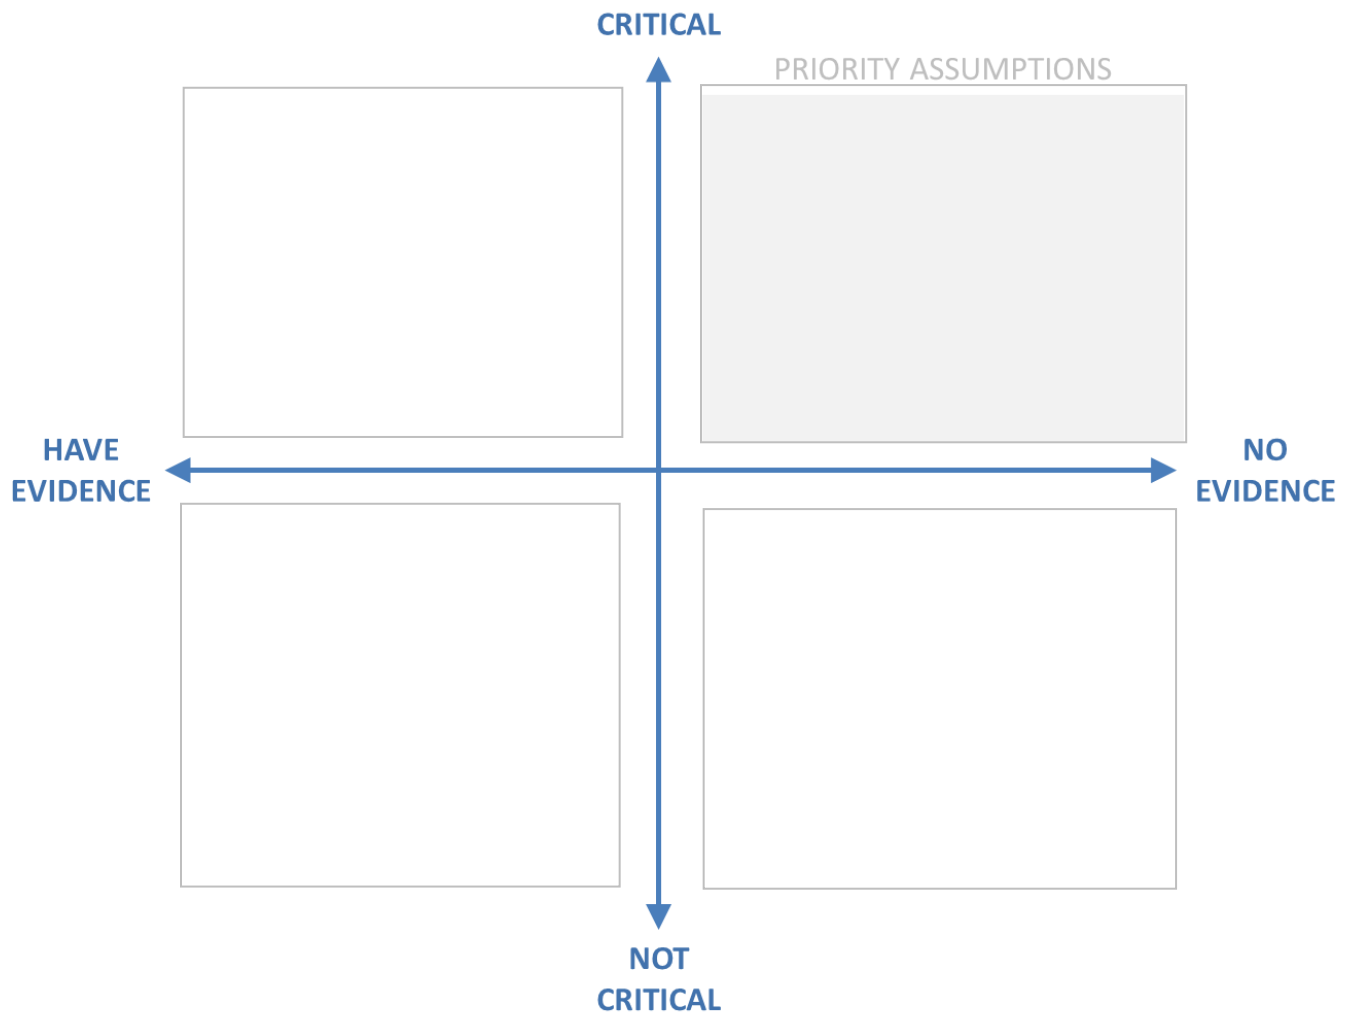 CRITICAL
PRIORITY ASSUMPTIONS
HAVE
EVIDENCE
NO
EVIDENCE
NOT
CRITICAL